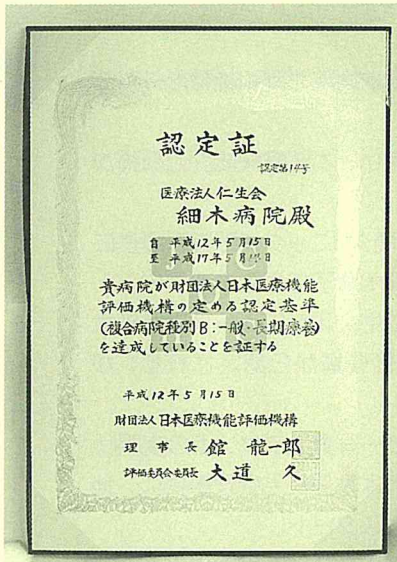 認定証
認定第14号
医療法人仁生会
細木病院殿
自 平成12年5月15日
至 平成17年5月 日
貴病院が財団法人日本医療機能
評価機構の定める認定基準
(複合病院種別B:一般・長期療養)
を達成していることを証する
平成12年5月15日
財団法人日本医療機能評価機構
理事長 舘 龍一郎
評価委員会委員長 大道 久